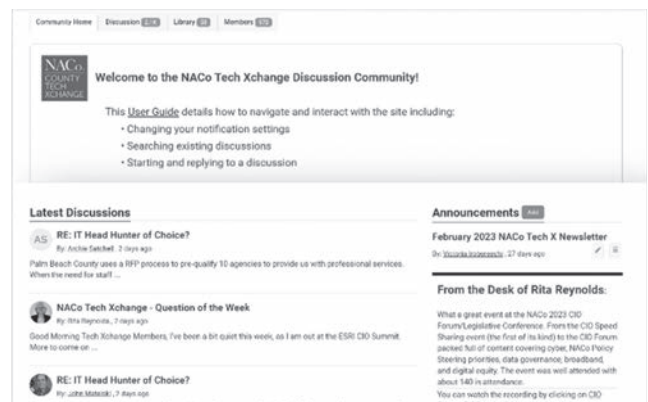 Community Home Discussion Library Members
NACo
COUNTY
TECH
XCHANGE
Welcome to the NACo Tech Xchange Discussion Community!
This User Guide details how to navigate and interact with the site including:
• Changing your notification settings
• Searching existing discussions
• Starting and replying to a discussion
Latest Discussions
AS
RE: IT Head Hunter of Choice?
By: Archie Satchell, 2 days ago
Palm Beach County uses a RFP process to pre-qualify 10 agencies to provide us with professional services.
When the need for staff ...
NACo Tech Xchange - Question of the Week
By: Rita Reynolds, 7 days ago
Good Morning Tech Xchange Members, I've been a bit quiet this week, as I am out at the ESRI CIO Summit.
More to come on ...
RE: IT Head Hunter of Choice?
By: John Matelski, 7 days ago
Announcements Add
February 2023 NACo Tech X Newsletter
By: Victoria, 27 days ago
From the Desk of Rita Reynolds:
What a great event at the NACo 2023 CIO
Forum/Legislative Conference. From the CIO Speed
Sharing event (the first of its kind) to the CIO Forum
packed full of content covering cyber, NACo Policy
Steering priorities, data governance, broadband,
and digital equity. The event was well attended with
about 140 in attendance.
You can watch the recording by clicking on CIO